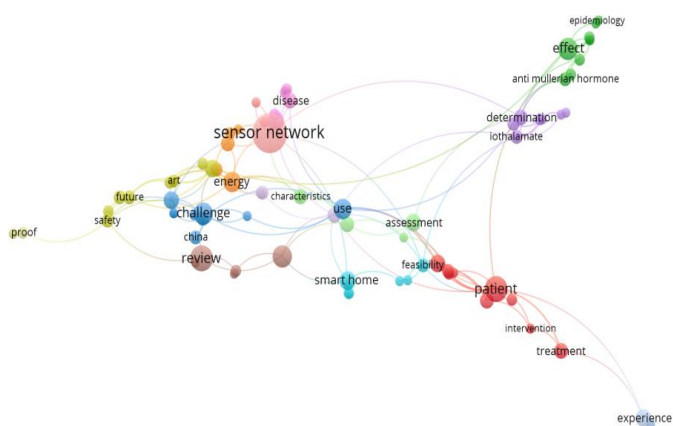 epidemiology
effect
anti mullerian hormone
disease
determination
sensor network
iothalamate
art
energy
future
characteristics
use
challenge
safety
assessment
proof
china
review
feasibility
smart home
patient
intervention
treatment
experience